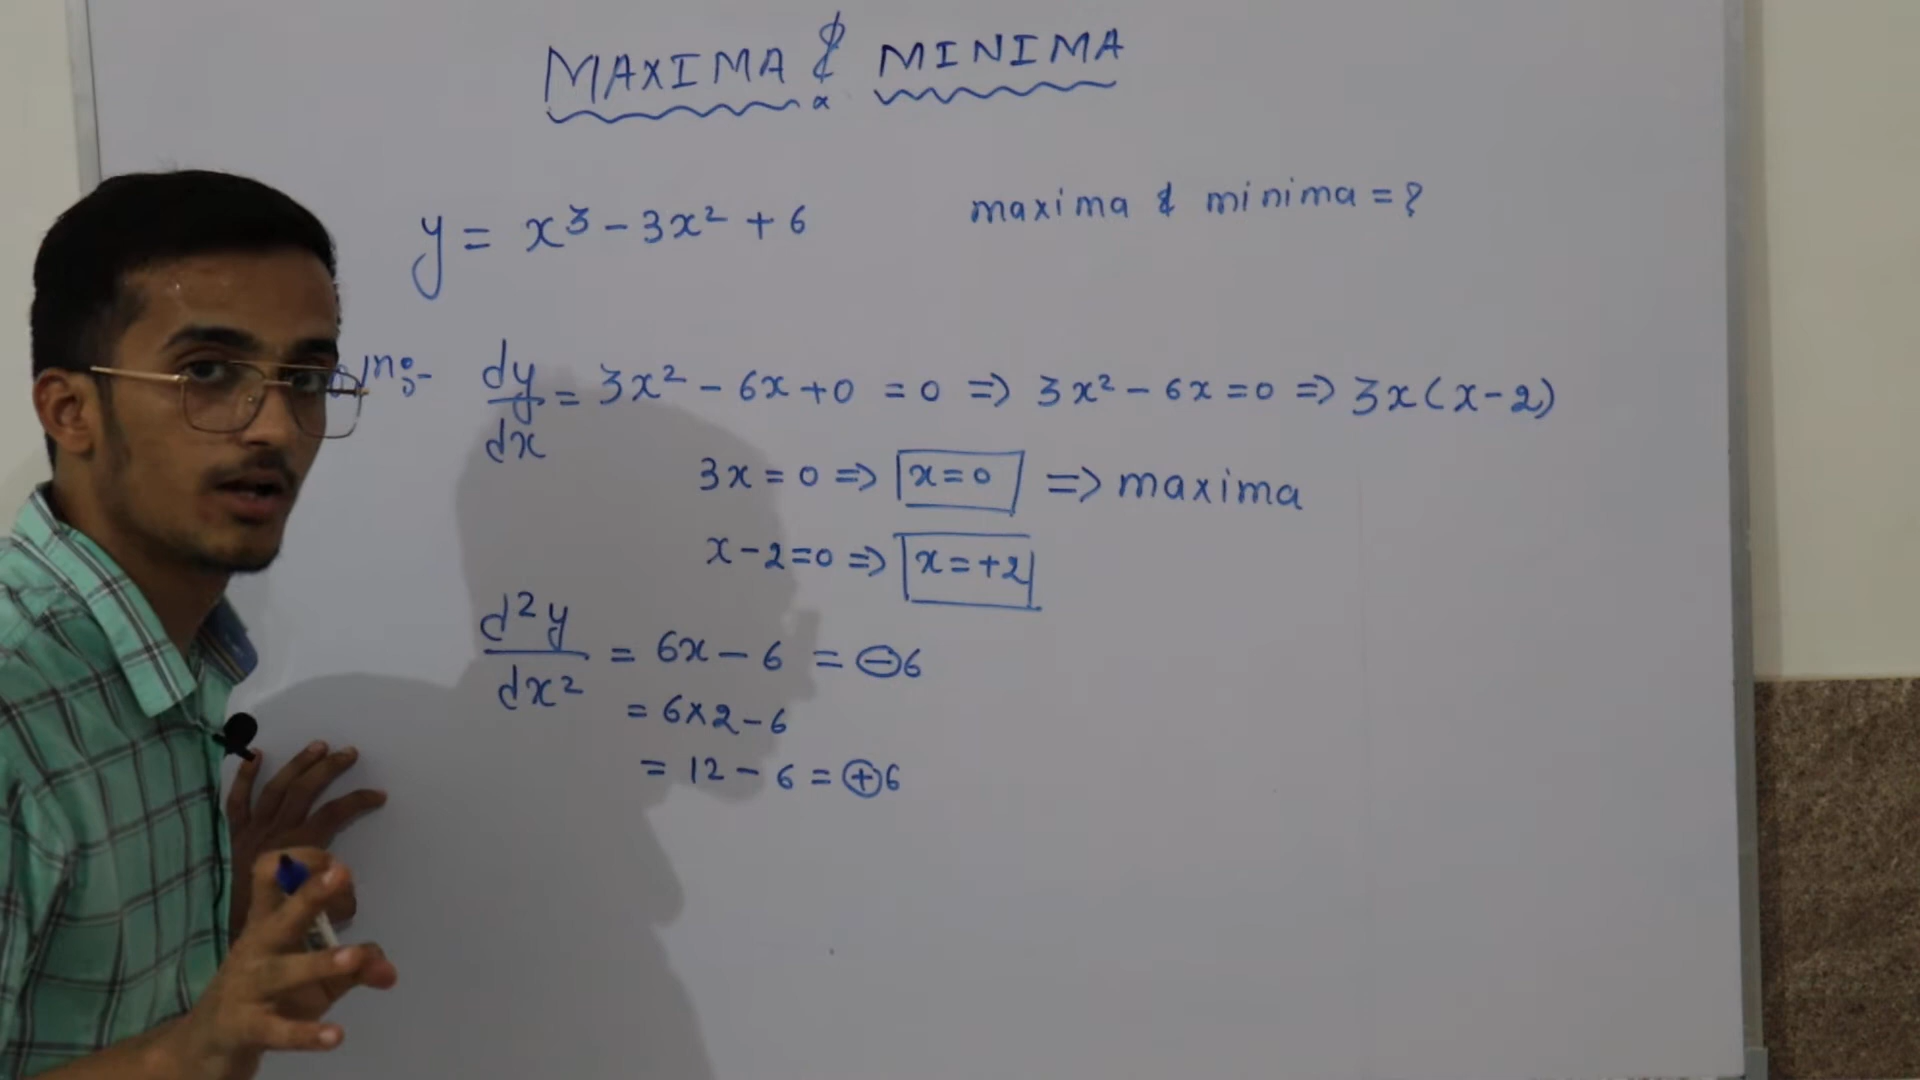 MAXIMA & MINIMA
y = x³ - 3x² + 6 maxima & minima = ?
dy/dx = 3x² - 6x + 0 = 0 => 3x² - 6x = 0 => 3x(x-2)
3x = 0 => x = 0 => maxima
x - 2 = 0 => x = +2
d²y/dx² = 6x - 6 = ⊖6
= 6×2 - 6
= 12 - 6 = ⊕6